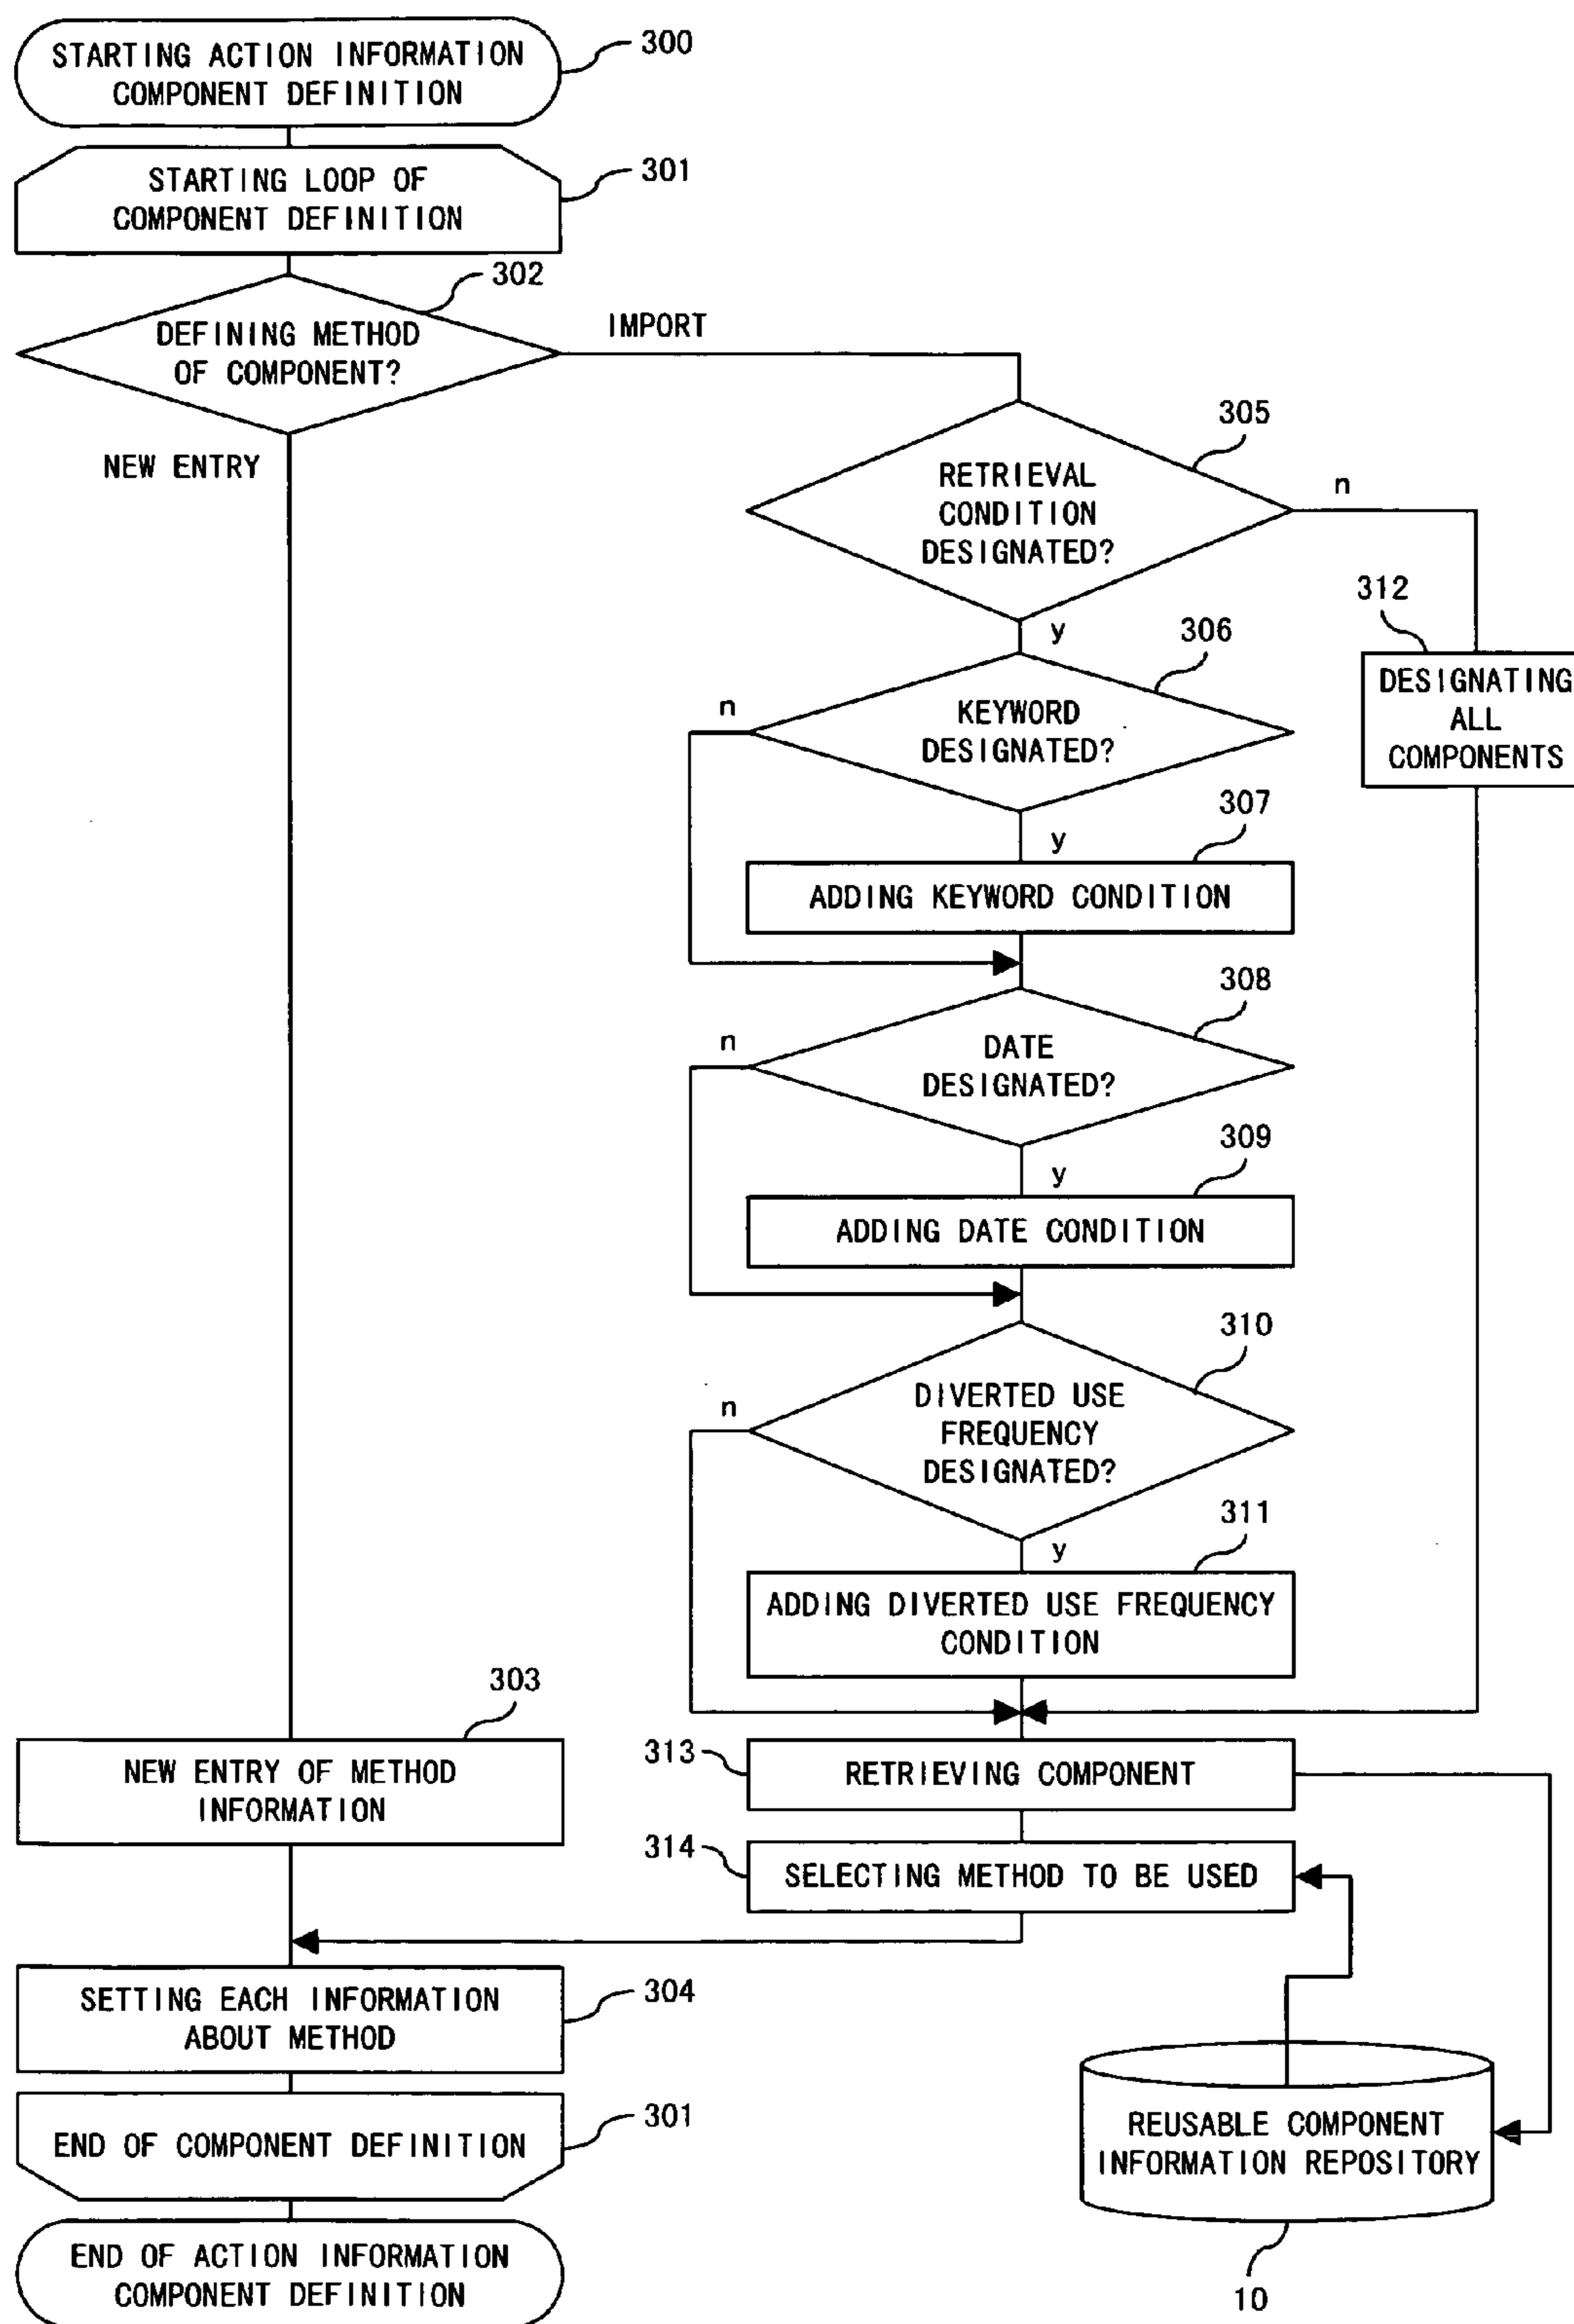 STARTING ACTION INFORMATION
COMPONENT DEFINITION
300
STARTING LOOP OF
COMPONENT DEFINITION
301
302
DEFINING METHOD
OF COMPONENT?
IMPORT
NEW ENTRY
305
RETRIEVAL
CONDITION
DESIGNATED?
n
y
312
DESIGNATING
ALL
COMPONENTS
306
KEYWORD
DESIGNATED?
n
y
307
ADDING KEYWORD CONDITION
308
DATE
DESIGNATED?
n
y
309
ADDING DATE CONDITION
310
DIVERTED USE
FREQUENCY
DESIGNATED?
n
y
311
ADDING DIVERTED USE FREQUENCY
CONDITION
303
NEW ENTRY OF METHOD
INFORMATION
313
RETRIEVING COMPONENT
314
SELECTING METHOD TO BE USED
SETTING EACH INFORMATION
ABOUT METHOD
304
END OF COMPONENT DEFINITION
301
REUSABLE COMPONENT
INFORMATION REPOSITORY
10
END OF ACTION INFORMATION
COMPONENT DEFINITION